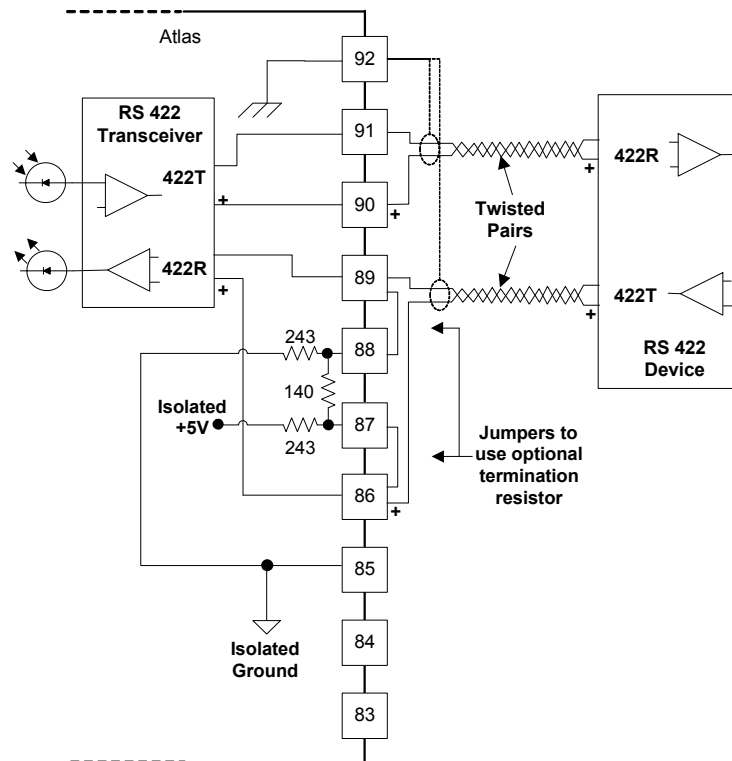 Atlas
RS 422
Transceiver
422T
+
422R
+
92
91
90
+
89
88
87
86
+
85
84
83
243
140
243
Isolated
+5V
Isolated
Ground
Twisted
Pairs
Jumpers to
use optional
termination
resistor
422R
+
422T
+
RS 422
Device